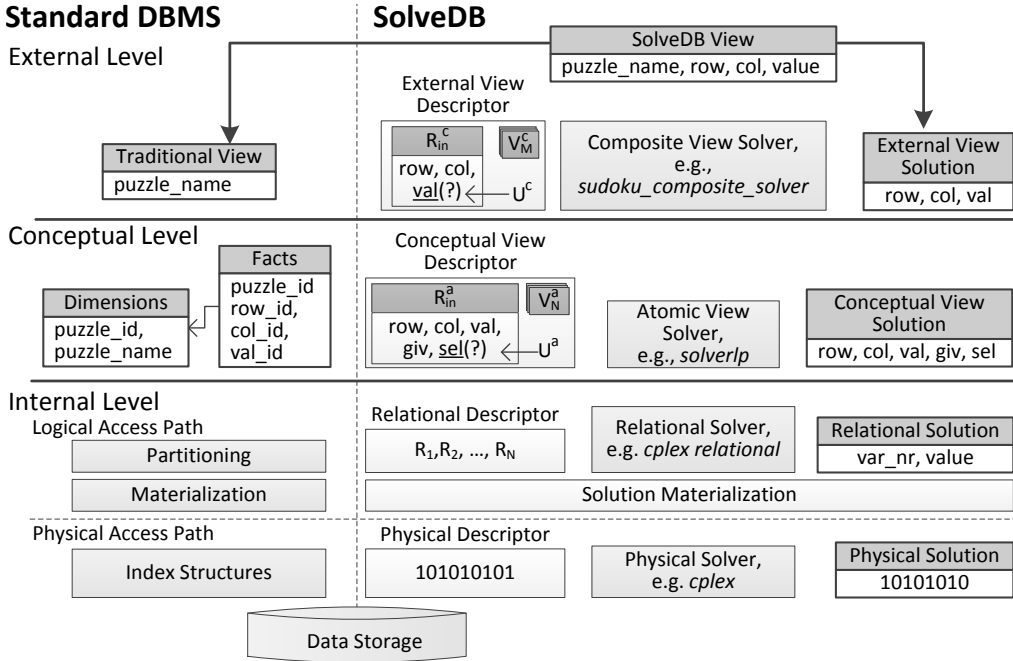 Standard DBMS
SolveDB
External Level
SolveDB View
puzzle_name, row, col, value
Traditional View
puzzle_name
External View
Descriptor
R_in^c
V_M^c
row, col,
val(?)
U^c
Composite View Solver,
e.g.,
sudoku_composite_solver
External View
Solution
row, col, val
Conceptual Level
Dimensions
puzzle_id,
puzzle_name
Facts
puzzle_id
row_id,
col_id,
val_id
Conceptual View
Descriptor
R_in^a
V_N^a
row, col, val,
giv, sel(?)
U^a
Atomic View
Solver,
e.g., solverlp
Conceptual View
Solution
row, col, val, giv, sel
Internal Level
Logical Access Path
Partitioning
Materialization
Relational Descriptor
R1,R2, ..., RN
Relational Solver,
e.g. cplex relational
Relational Solution
var_nr, value
Solution Materialization
Physical Access Path
Index Structures
Physical Descriptor
101010101
Physical Solver,
e.g. cplex
Physical Solution
10101010
Data Storage